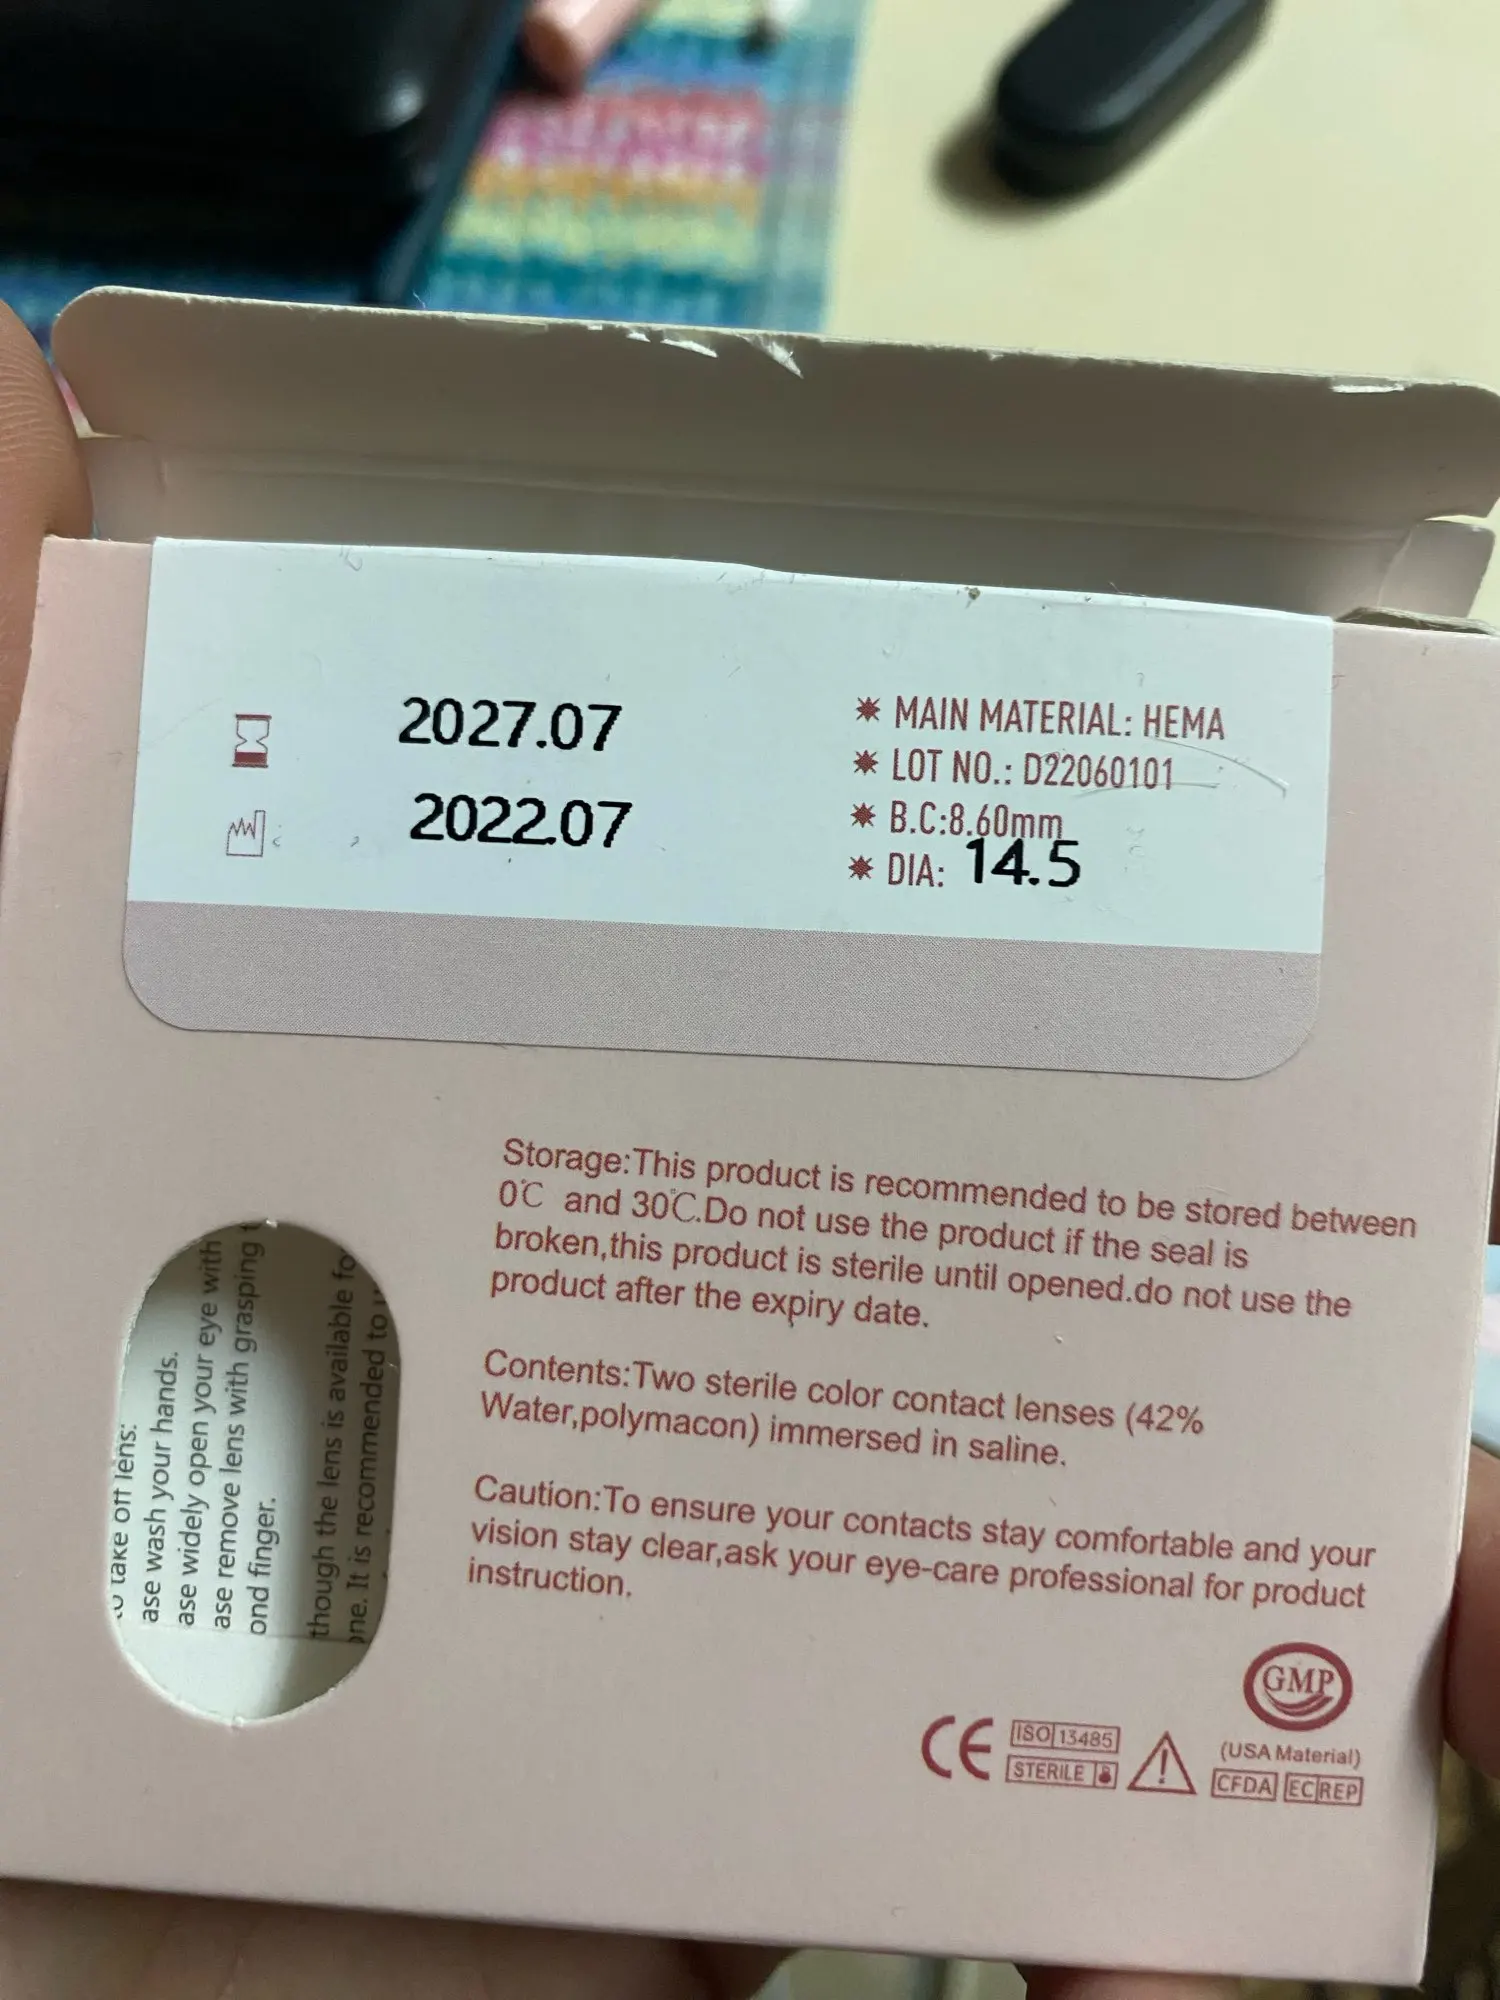 2027.07
2022.07
✷ MAIN MATERIAL: HEMA
✷ LOT NO.: D22060101
✷ B.C:8.60mm
✷ DIA: 14.5
Storage:This product is recommended to be stored between
0℃ and 30℃.Do not use the product if the seal is
broken,this product is sterile until opened.do not use the
product after the expiry date.
Contents:Two sterile color contact lenses (42%
Water,polymacon) immersed in saline.
Caution:To ensure your contacts stay comfortable and your
vision stay clear,ask your eye-care professional for product
instruction.
take off lens:
ase wash your hands.
ase widely open your eye with
ase remove lens with grasping
ond finger.
though the lens is available fo
one. It is recommended to
GMP
CE
ISO 13485
STERILE
(USA Material)
CFDA EC REP